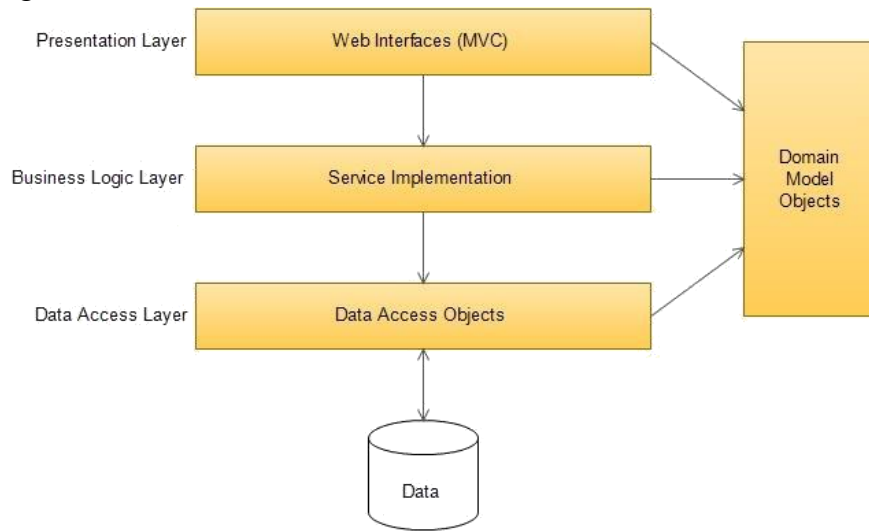 Presentation Layer
Web Interfaces (MVC)
Business Logic Layer
Service Implementation
Domain
Model
Objects
Data Access Layer
Data Access Objects
Data